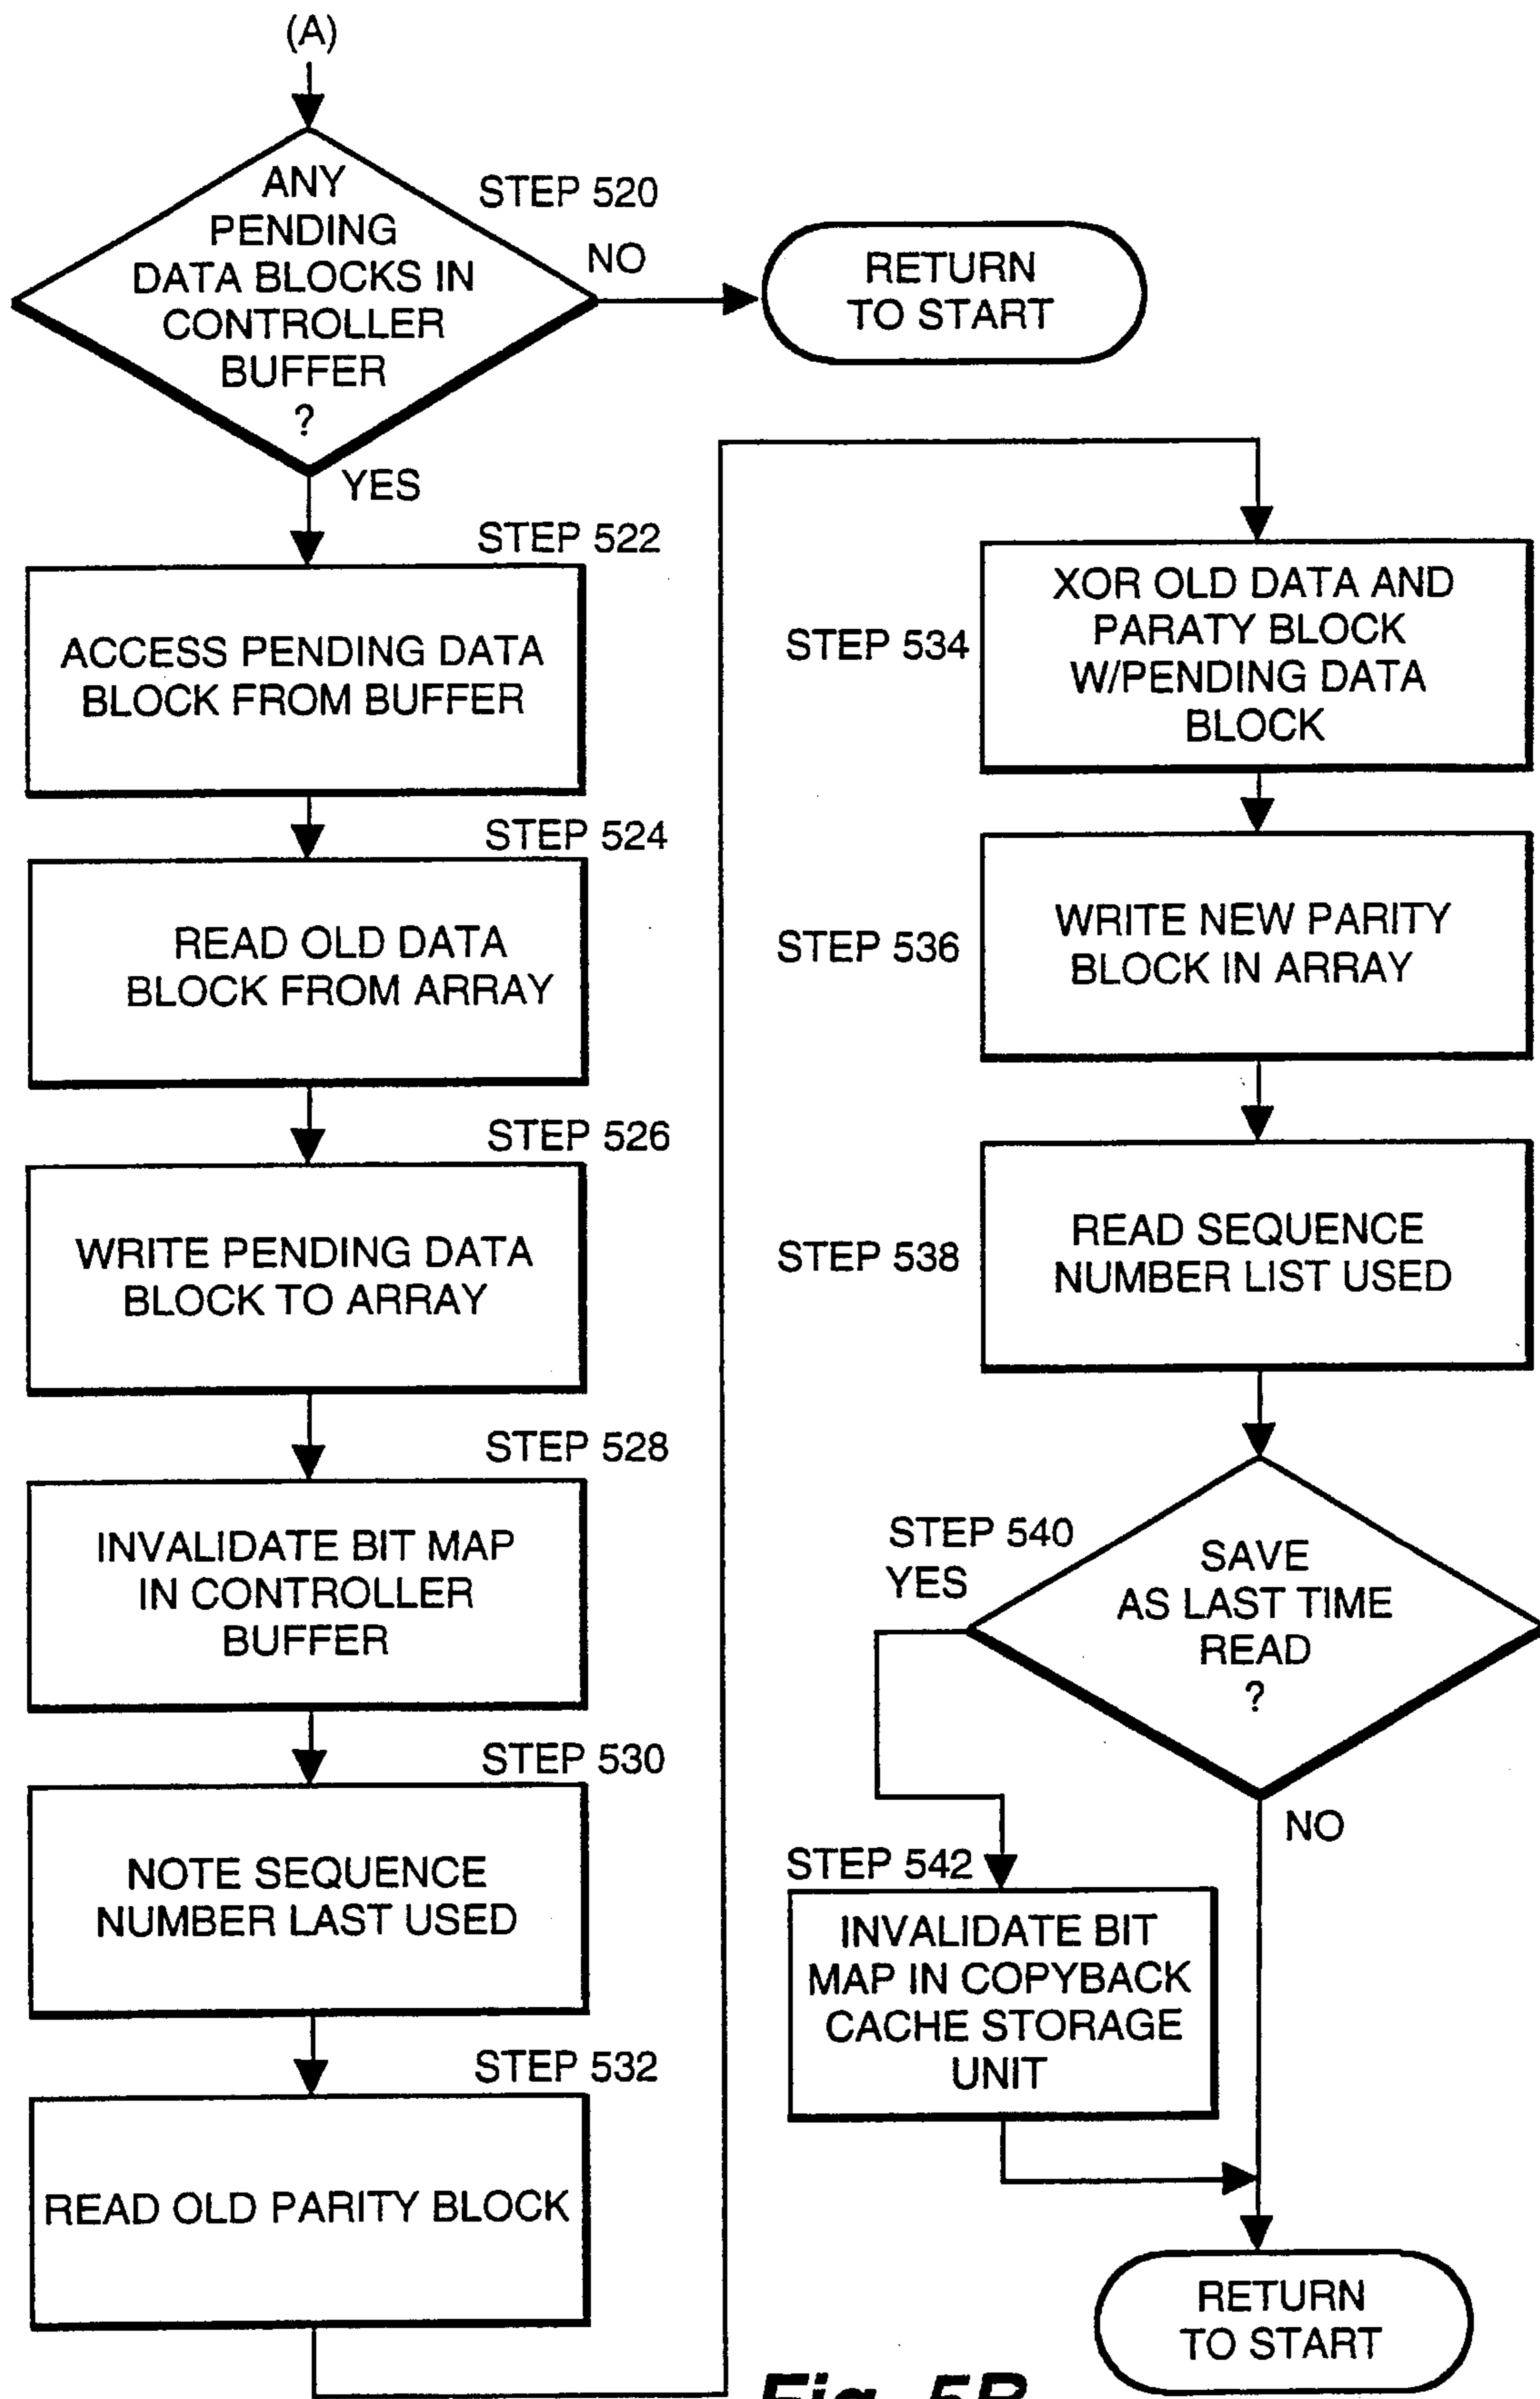 (A)
ANY
PENDING
DATA BLOCKS IN
CONTROLLER
BUFFER
?
STEP 520
NO
RETURN
TO START
YES
STEP 522
ACCESS PENDING DATA
BLOCK FROM BUFFER
STEP 524
READ OLD DATA
BLOCK FROM ARRAY
STEP 526
WRITE PENDING DATA
BLOCK TO ARRAY
STEP 528
INVALIDATE BIT MAP
IN CONTROLLER
BUFFER
STEP 530
NOTE SEQUENCE
NUMBER LAST USED
STEP 532
READ OLD PARITY BLOCK
STEP 534
XOR OLD DATA AND
PARATY BLOCK
W/PENDING DATA
BLOCK
STEP 536
WRITE NEW PARITY
BLOCK IN ARRAY
STEP 538
READ SEQUENCE
NUMBER LIST USED
STEP 540
YES
SAVE
AS LAST TIME
READ
?
NO
STEP 542
INVALIDATE BIT
MAP IN COPYBACK
CACHE STORAGE
UNIT
RETURN
TO START
Fig. 5B